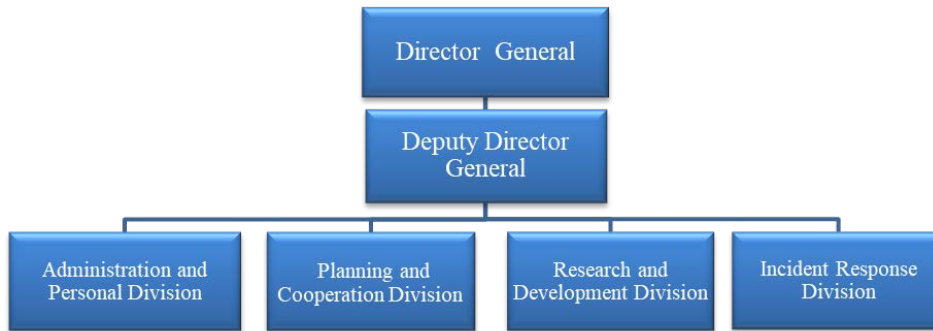 Director General
Deputy Director
General
Administration and
Personal Division
Planning and
Cooperation Division
Research and
Development Division
Incident Response
Division